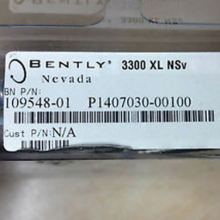 BENTLY® 3300 XL NSv
Nevada
BN P/N:
109548-01 P1407030-00100
Cust P/N: N/A